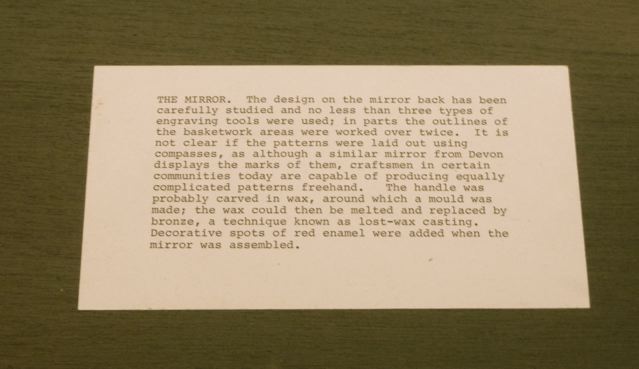 THE MIRROR.  The design on the mirror back has been
carefully studied and no less than three types of
engraving tools were used; in parts the outlines of
the basketwork areas were worked over twice.  It is
not clear if the patterns were laid out using
compasses, as although a similar mirror from Devon
displays the marks of them, craftsmen in certain
communities today are capable of producing equally
complicated patterns freehand.   The handle was
probably carved in wax, around which a mould was
made; the wax could then be melted and replaced by
bronze, a technique known as lost-wax casting.
Decorative spots of red enamel were added when the
mirror was assembled.